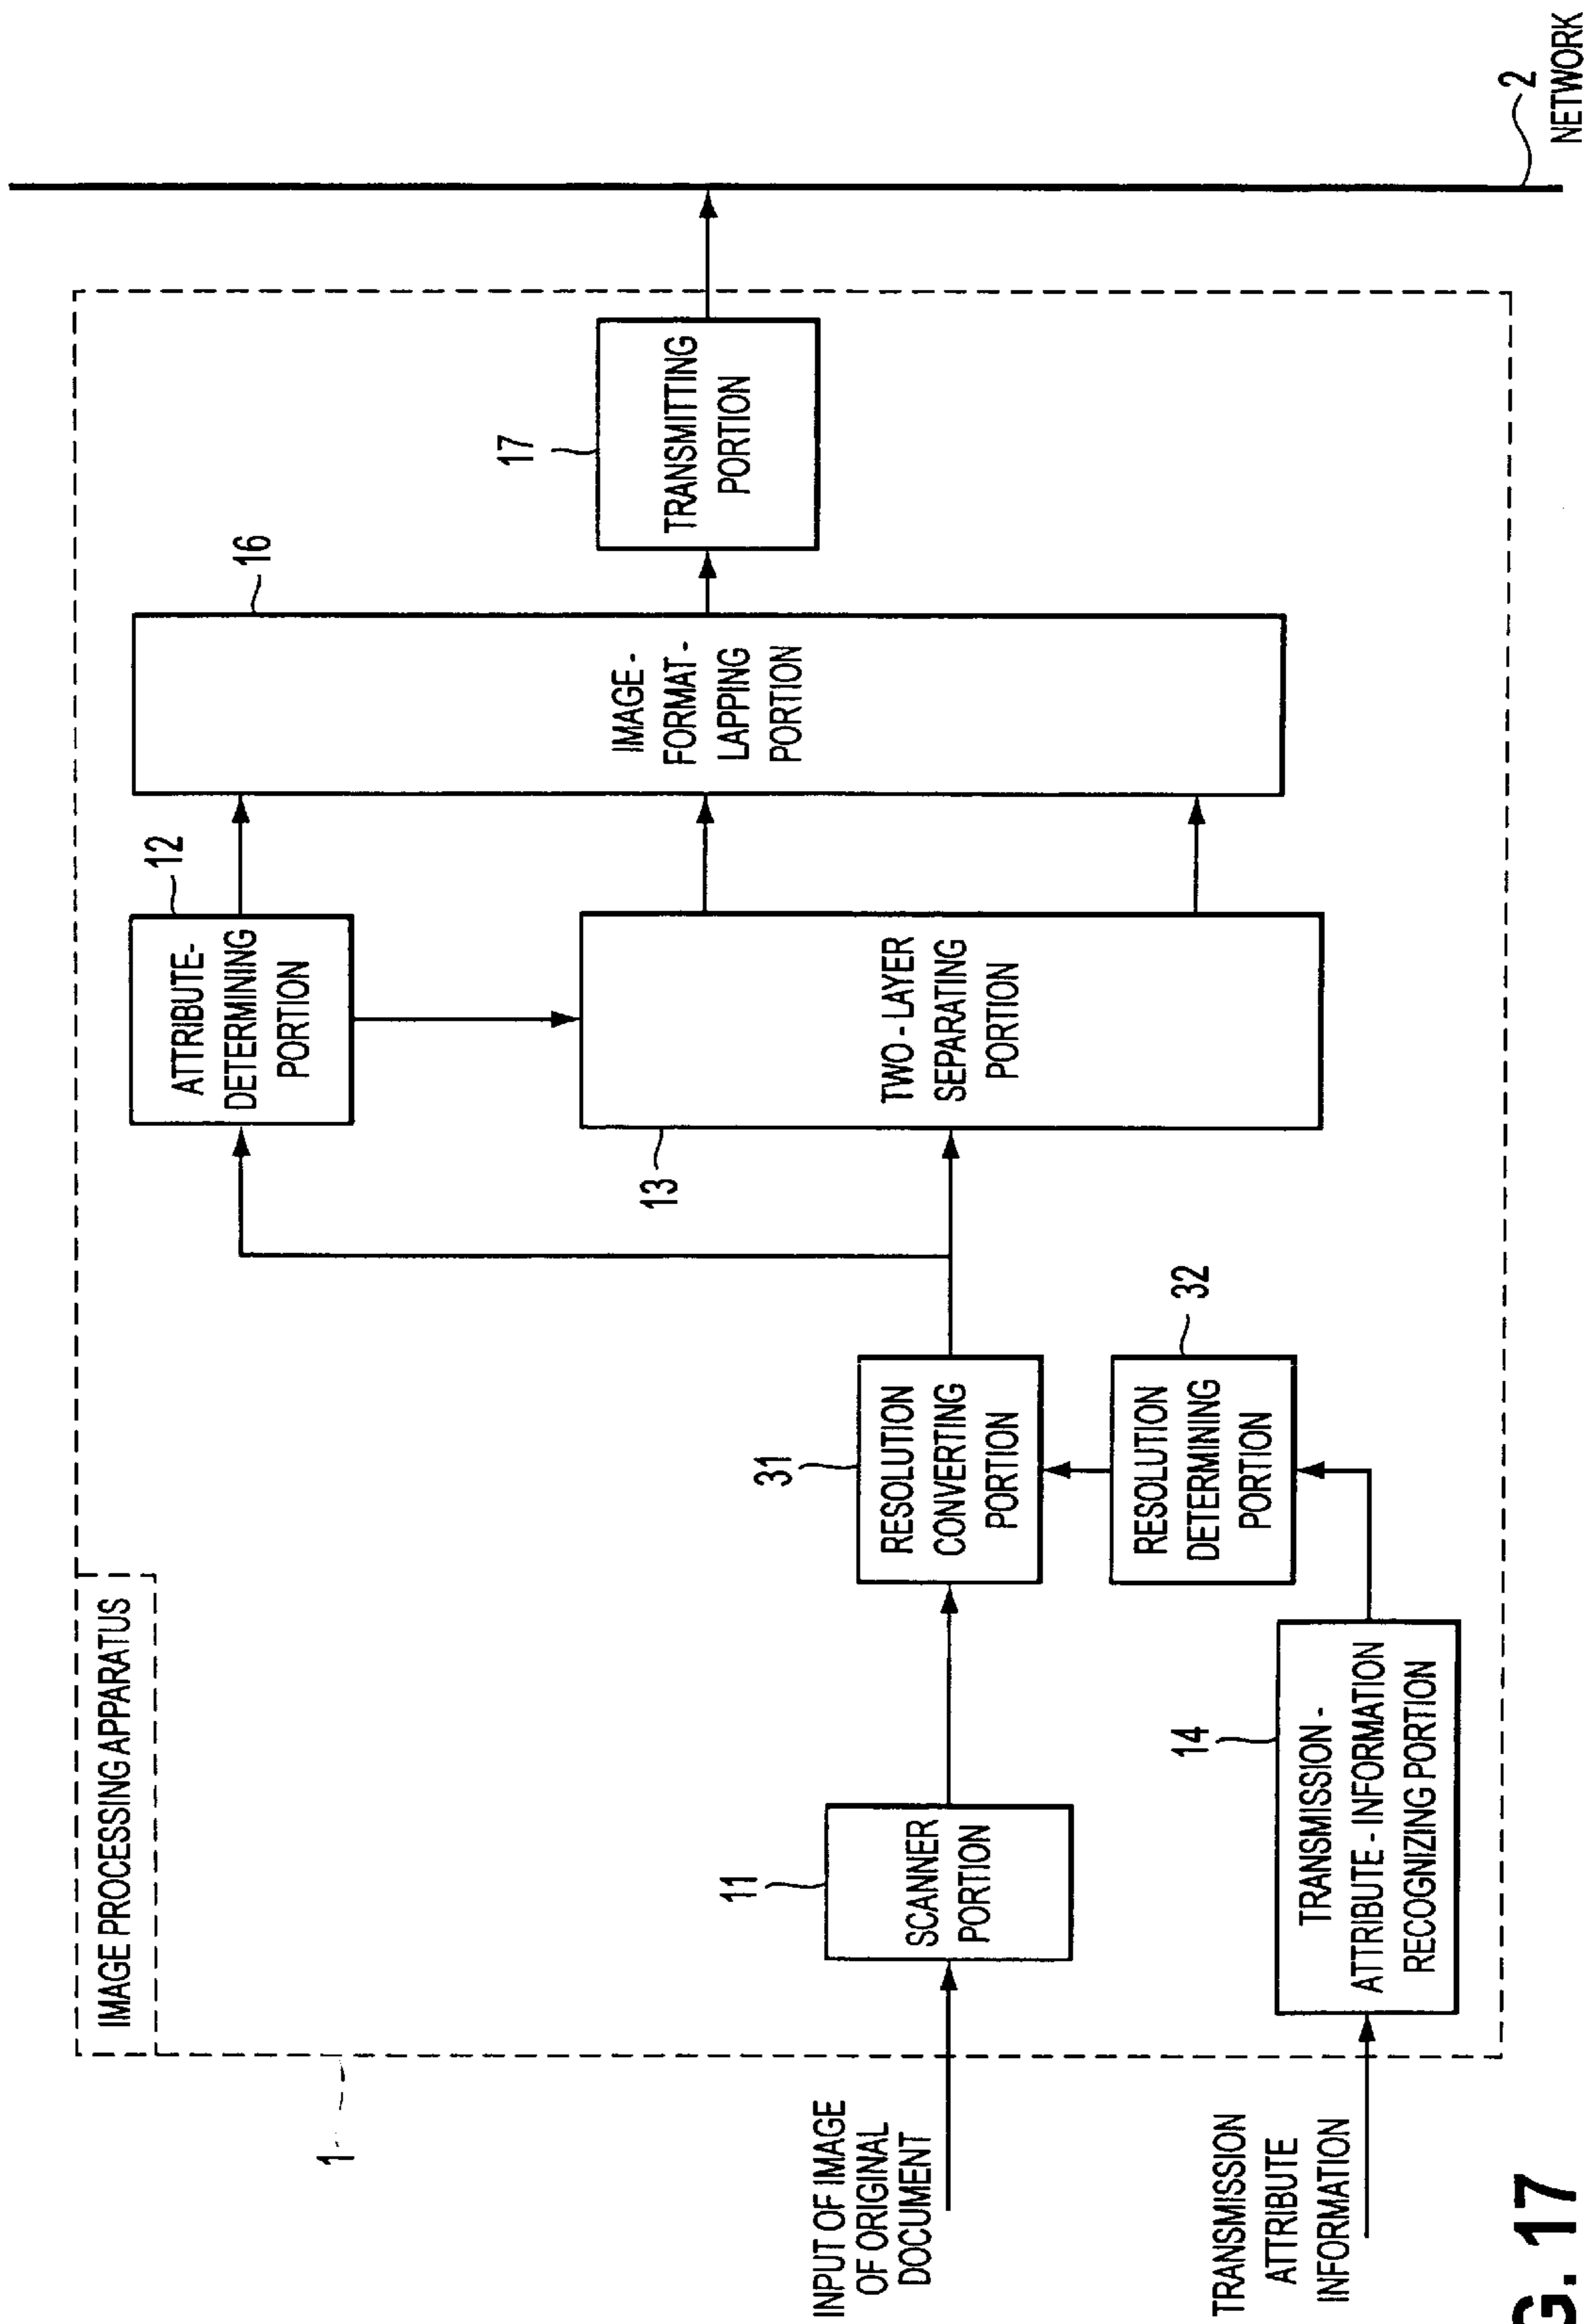 IMAGE PROCESSING APPARATUS
1
INPUT OF IMAGE
OF ORIGINAL
DOCUMENT
11
SCANNER
PORTION
TRANSMISSION
ATTRIBUTE
INFORMATION
14
TRANSMISSION -
ATTRIBUTE - INFORMATION
RECOGNIZING PORTION
31
RESOLUTION
CONVERTING
PORTION
32
RESOLUTION
DETERMINING
PORTION
12
ATTRIBUTE-
DETERMINING
PORTION
13
TWO - LAYER
SEPARATING
PORTION
16
IMAGE -
FORMAT -
LAPPING
PORTION
17
TRANSMITTING
PORTION
2
NETWORK
G. 17